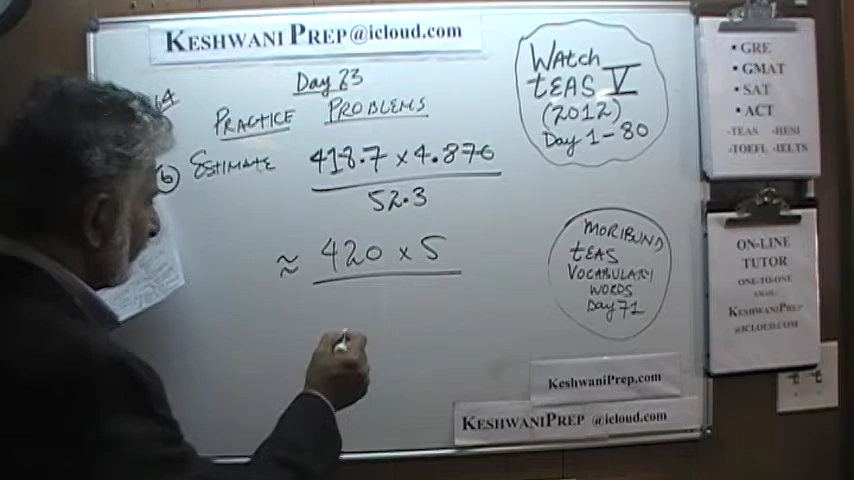 KESHWANI PREP@iCloud.com
Day 23
64
PRACTICE PROBLEMS
6 ESTIMATE
418.7 × 4.876
52.3
≈ 420 × 5
WATCH
TEAS V
(2012)
Day 1-80
MORIBUND
TEAS
VOCABULARY
WORDS
Day 71
▪ GRE
▪ GMAT
▪ SAT
▪ ACT
-TEAS -HESI
-TOEFL -IELTS
ON-LINE
TUTOR
ONE-TO-ONE
EMAIL:
KESHWANIPREP
@iCLOUD.COM
KESHWANIPREP.com
KESHWANIPREP @icloud.com